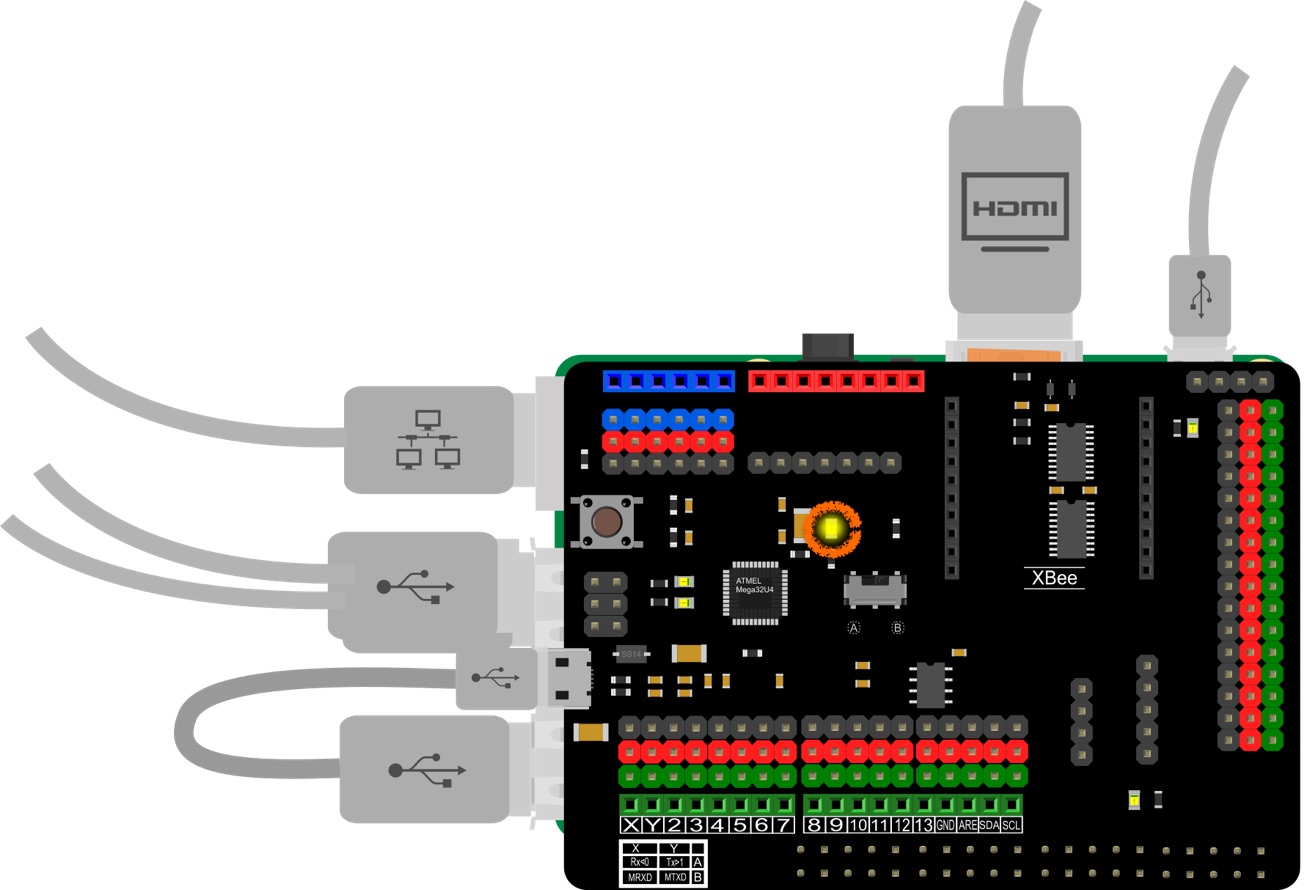 HDMI
ATMEL
Mega32U4
XBee
A B
SS14
X Y 2 3 4 5 6 7 8 9 10 11 12 13 GND ARE SDA SCL
X Y
Rx<0 Tx>1 A
MRXD MTXD B